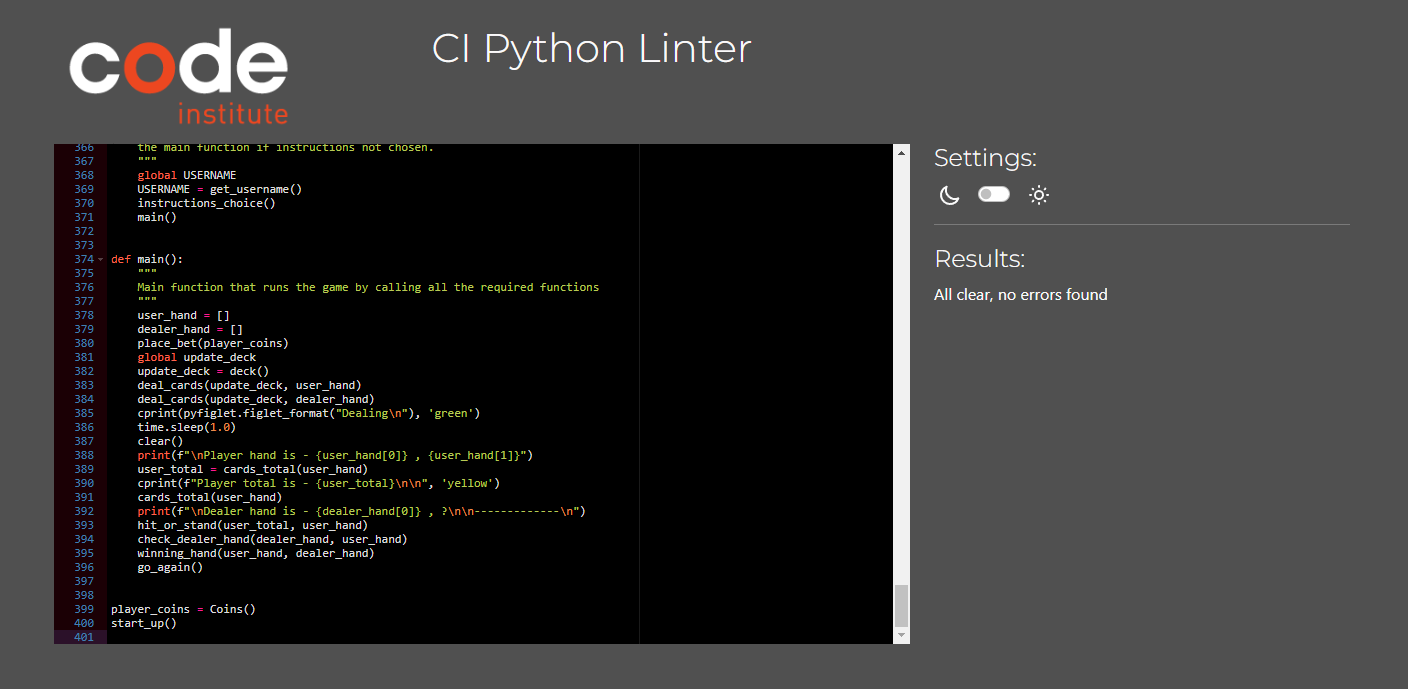 code
institute
CI Python Linter
366 the main function if instructions not chosen.
367 """
368 global USERNAME
369 USERNAME = get_username()
370 instructions_choice()
371 main()
372
373
374 def main():
375 """
376 Main function that runs the game by calling all the required functions
377 """
378 user_hand = []
379 dealer_hand = []
380 place_bet(player_coins)
381 global update_deck
382 update_deck = deck()
383 deal_cards(update_deck, user_hand)
384 deal_cards(update_deck, dealer_hand)
385 cprint(pyfiglet.figlet_format("Dealing\n"), 'green')
386 time.sleep(1.0)
387 clear()
388 print(f"\nPlayer hand is - {user_hand[0]} , {user_hand[1]}")
389 user_total = cards_total(user_hand)
390 cprint(f"Player total is - {user_total}\n\n", 'yellow')
391 cards_total(user_hand)
392 print(f"\nDealer hand is - {dealer_hand[0]} , ?\n\n-------------\n")
393 hit_or_stand(user_total, user_hand)
394 check_dealer_hand(dealer_hand, user_hand)
395 winning_hand(user_hand, dealer_hand)
396 go_again()
397
398
399 player_coins = Coins()
400 start_up()
401
Settings:
Results:
All clear, no errors found